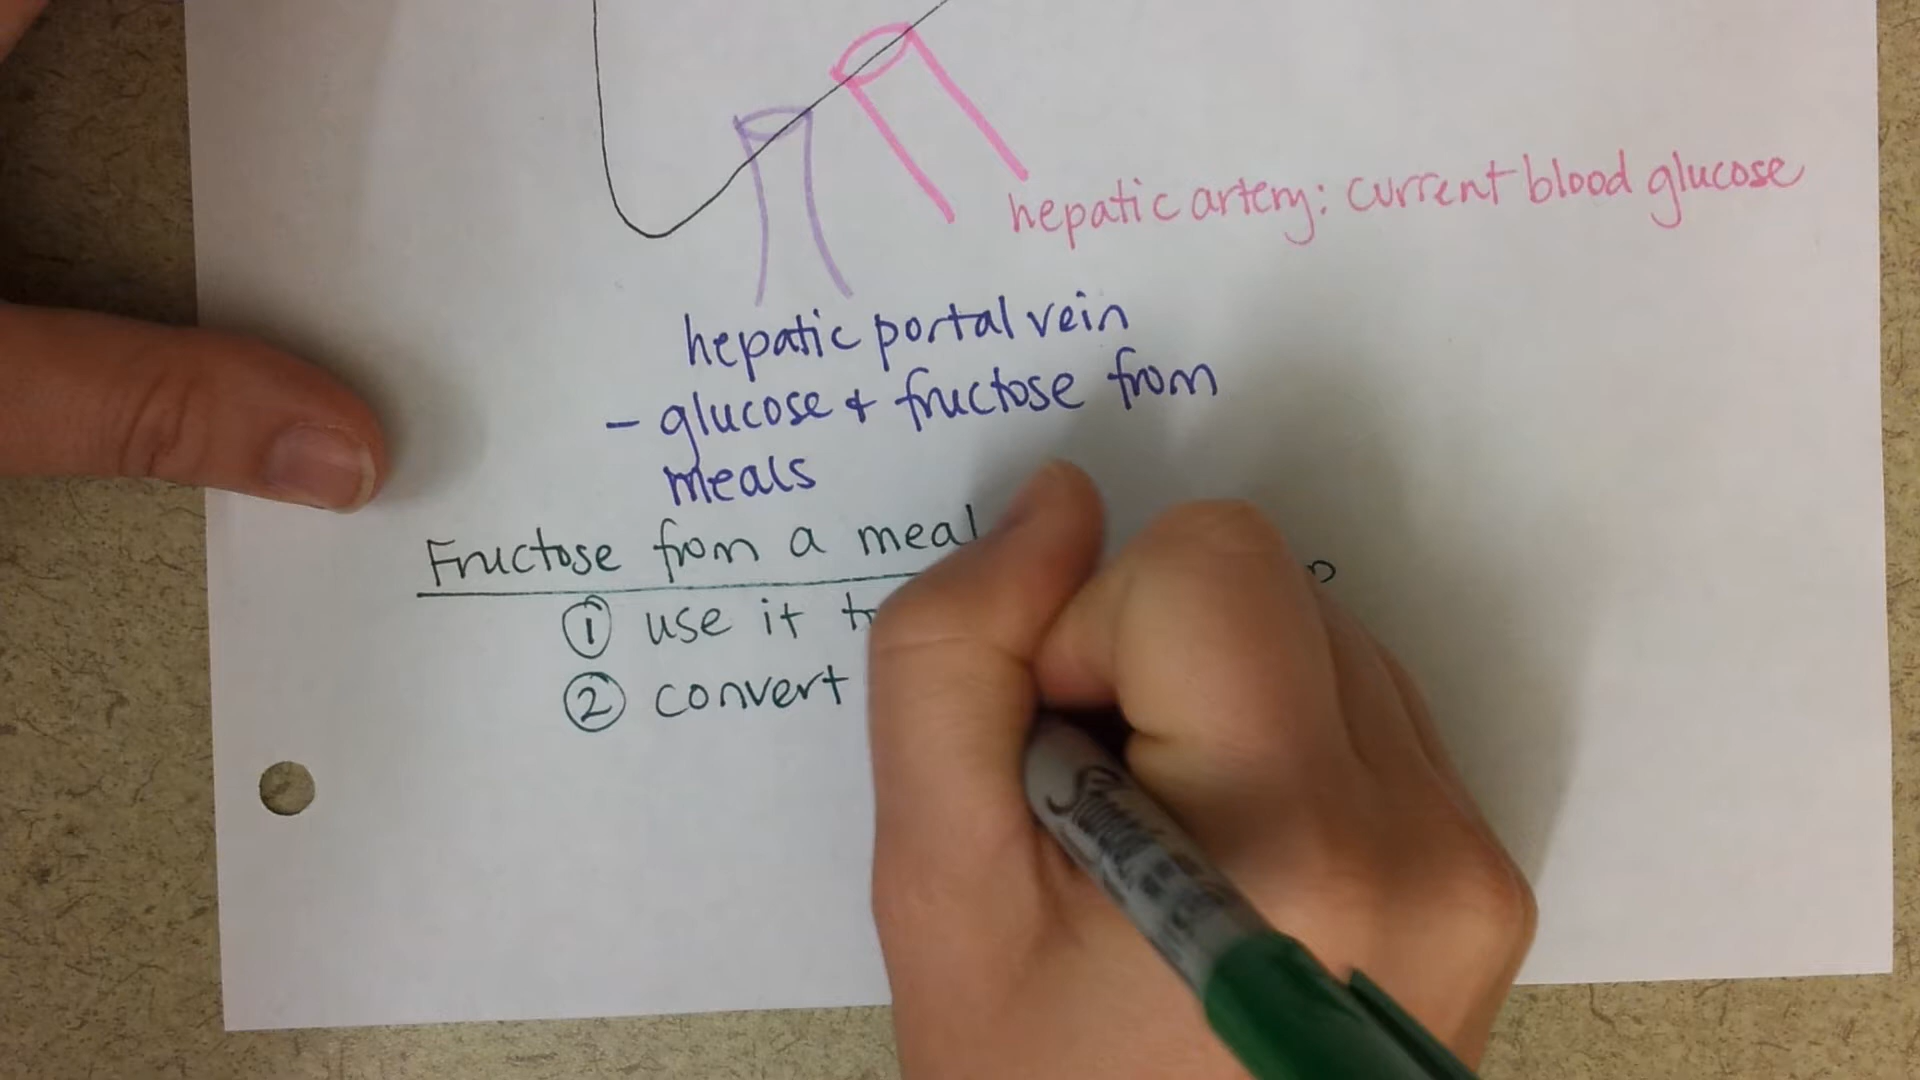 hepatic artery: current blood glucose
hepatic portal vein
- glucose & fructose from
meals
Fructose from a meal
① use it
② convert